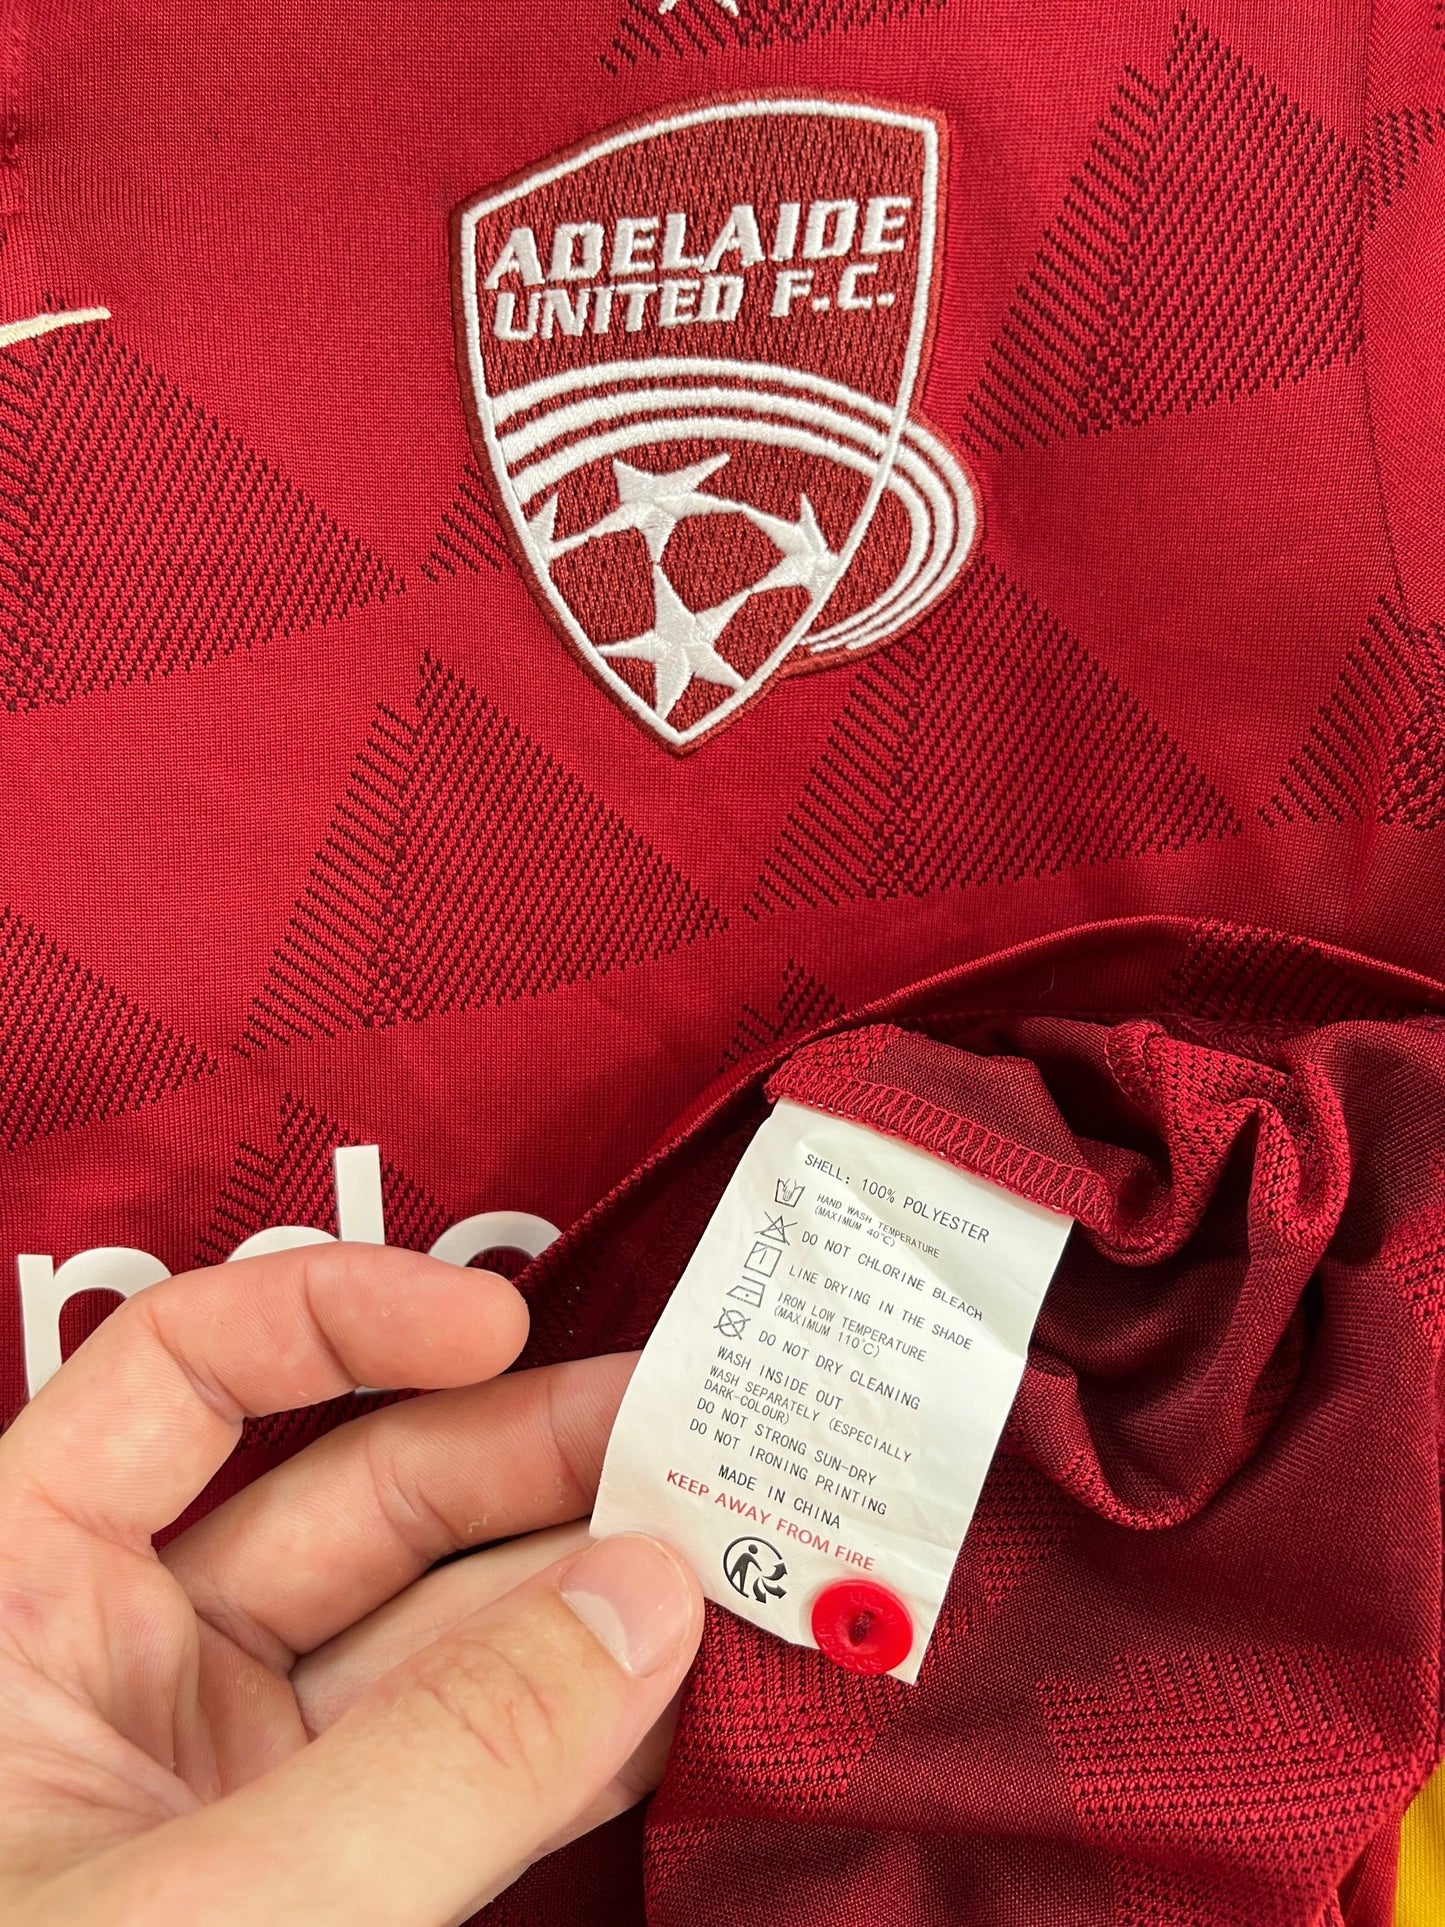 ADELAIDE
UNITED F.C.
SHELL: 100% POLYESTER
HAND WASH TEMPERATURE
(MAXIMUM 40℃)
DO NOT CHLORINE BLEACH
LINE DRYING IN THE SHADE
IRON LOW TEMPERATURE
(MAXIMUM 110℃)
DO NOT DRY CLEANING
WASH INSIDE OUT
WASH SEPARATELY (ESPECIALLY
DARK-COLOUR)
DO NOT STRONG SUN-DRY
DO NOT IRONING PRINTING
MADE IN CHINA
KEEP AWAY FROM FIRE